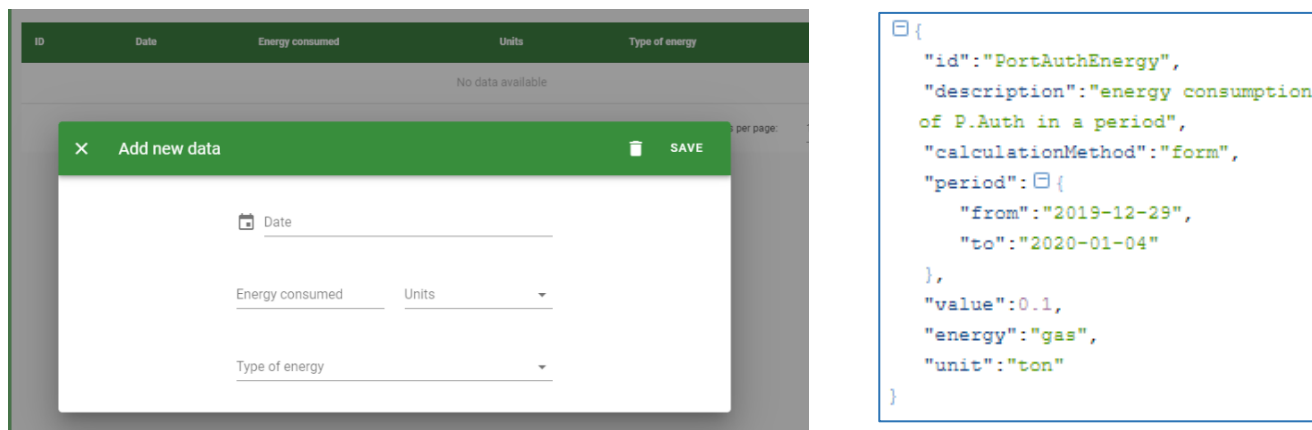 ID Date Energy consumed Units Type of energy
No data available
per page:
Add new data SAVE
Date
Energy consumed Units
Type of energy
{
"id":"PortAuthEnergy",
"description":"energy consumption
of P.Auth in a period",
"calculationMethod":"form",
"period":{
"from":"2019-12-29",
"to":"2020-01-04"
},
"value":0.1,
"energy":"gas",
"unit":"ton"
}